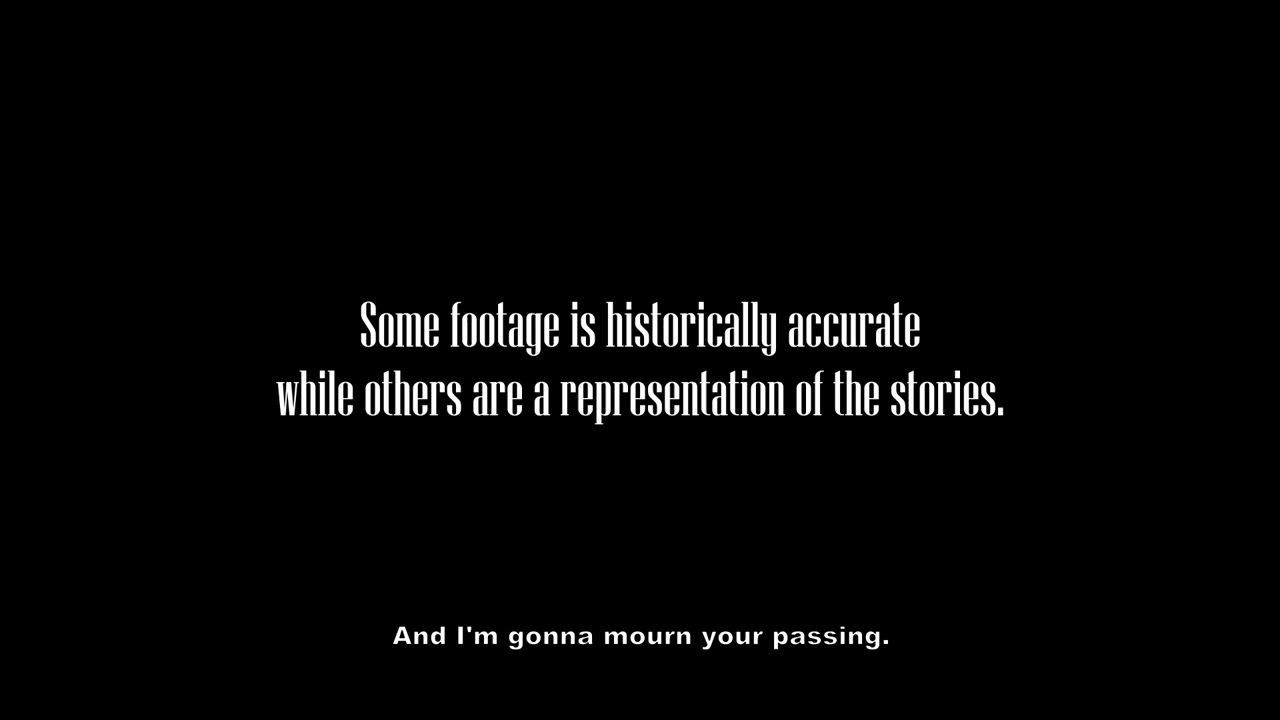 Some footage is historically accurate
while others are a representation of the stories.
And I'm gonna mourn your passing.